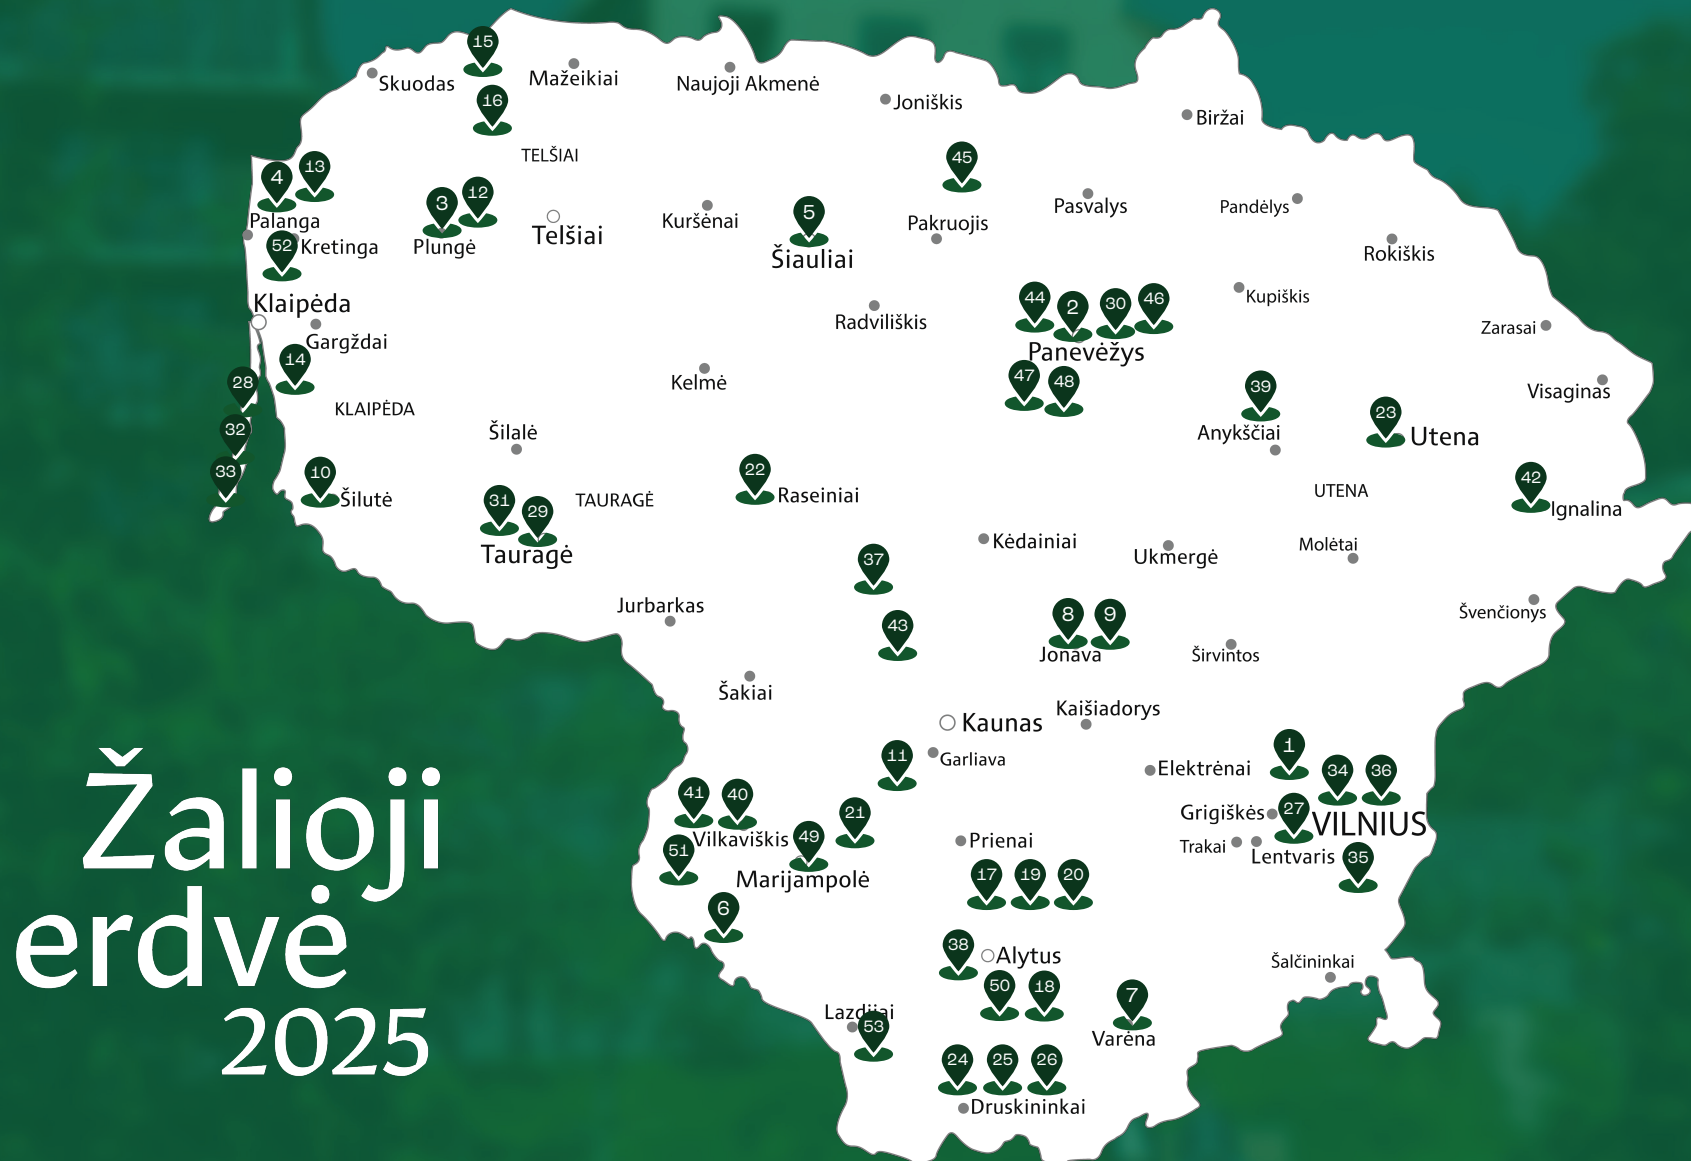 15
Skuodas
Mažeikiai
Naujoji Akmenė
16
Joniškis
Biržai
TELŠIAI
45
13
4
12
3
Palanga
Kuršėnai
5
Pakruojis
Pasvalys
Pandėlys
52
Kretinga
Plungė
Telšiai
Šiauliai
Rokiškis
Klaipėda
44
2
30
46
Kupiškis
Gargždai
Radviliškis
Panevėžys
Zarasai
14
28
Kelmė
47
48
39
Visaginas
KLAIPĖDA
32
Šilalė
Anykščiai
23
Utena
33
10
Šilutė
22
Raseiniai
UTENA
42
Ignalina
31
29
TAURAGĖ
Tauragė
Kėdainiai
Ukmergė
Molėtai
37
Jurbarkas
43
8
9
Jonava
Širvintos
Švenčionys
Šakiai
Kaunas
Kaišiadorys
11
Garliava
Elektrėnai
1
34
36
41
40
21
Grigiškės
27
VILNIUS
Vilkaviškis
49
Prienai
Trakai
Lentvaris
35
51
Marijampolė
17
19
20
6
38
Alytus
Šalčininkai
50
18
7
Lazdijai
53
Varėna
24
25
26
Druskininkai
Žalioji
erdvė
2025